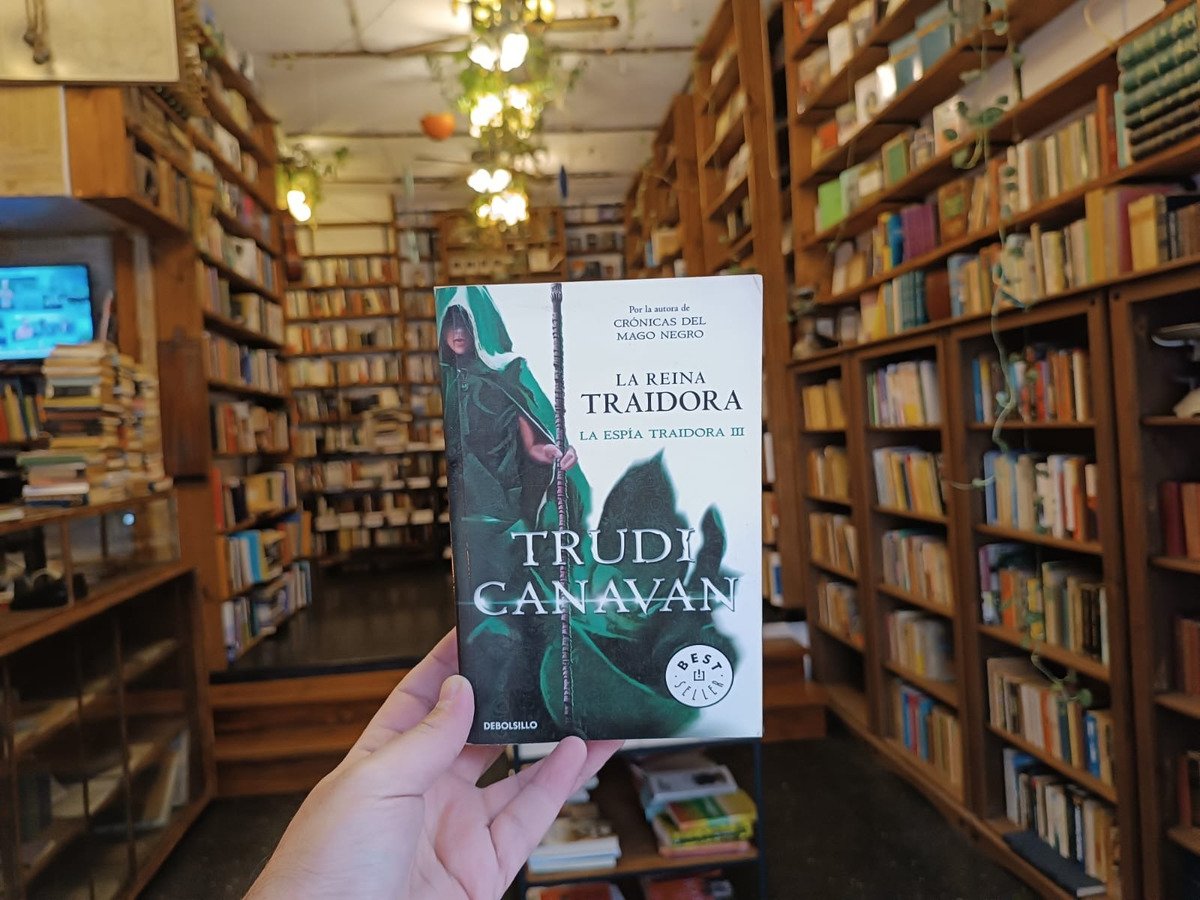 Por la autora de
CRÓNICAS DEL
MAGO NEGRO
LA REINA
TRAIDORA
LA ESPÍA TRAIDORA III
TRUDI
CANAVAN
BEST
SELLER
DEBOLSILLO